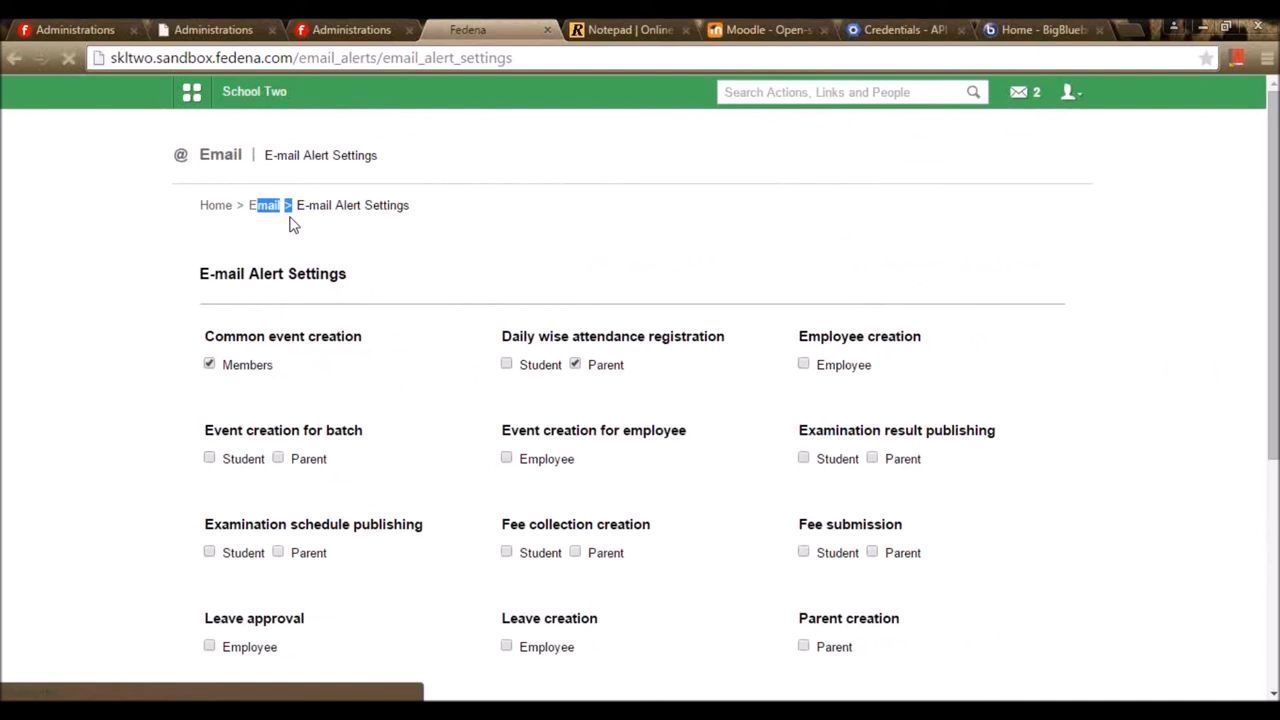 Administrations Administrations Administrations Fedena Notepad | Online Moodle - Open-s Credentials - API Home - BigBlueb
skltwo.sandbox.fedena.com/email_alerts/email_alert_settings
School Two Search Actions, Links and People 2
@ Email | E-mail Alert Settings
Home > Email > E-mail Alert Settings
E-mail Alert Settings
Common event creation Daily wise attendance registration Employee creation
Members Student Parent Employee
Event creation for batch Event creation for employee Examination result publishing
Student Parent Employee Student Parent
Examination schedule publishing Fee collection creation Fee submission
Student Parent Student Parent Student Parent
Leave approval Leave creation Parent creation
Employee Employee Parent